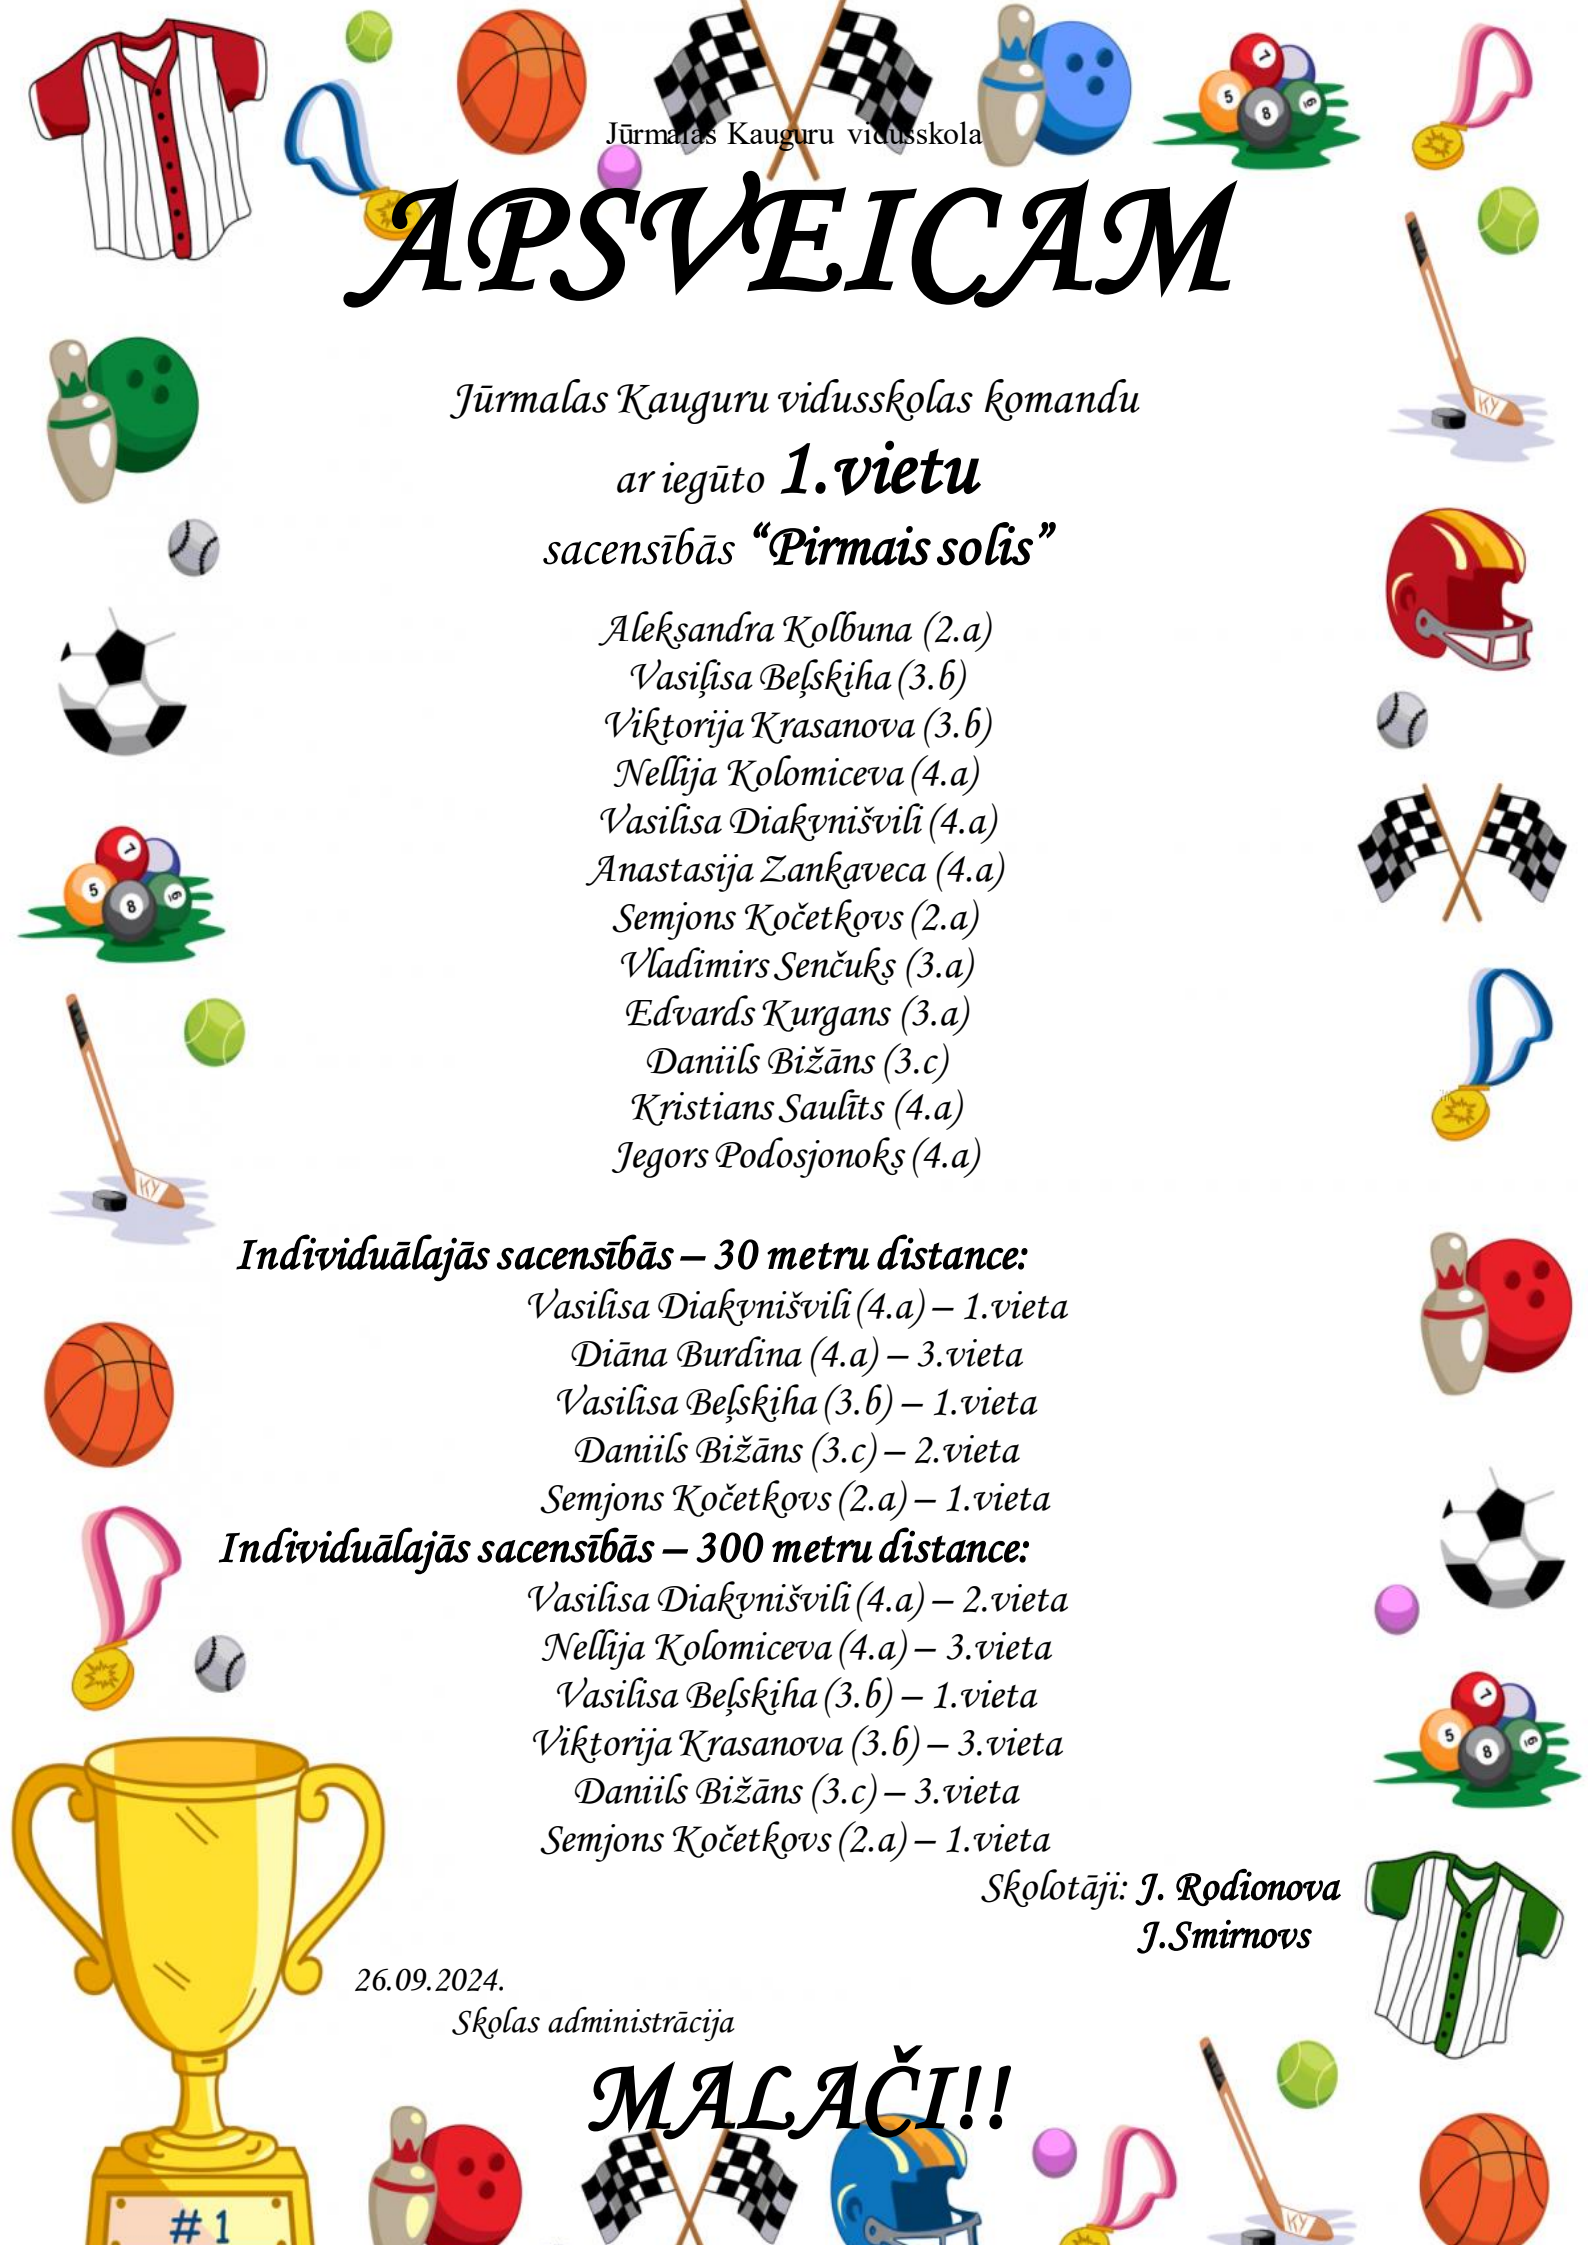 Jūrmalas Kauguru vidusskola
APSVEICAM
Jūrmalas Kauguru vidusskolas komandu
ar iegūto 1.vietu
sacensībās “Pirmais solis”
Aleksandra Kolbuna (2.a)
Vasiļisa Beļskiha (3.b)
Viktorija Krasanova (3.b)
Nellija Kolomiceva (4.a)
Vasilisa Diakvnišvili (4.a)
Anastasija Zankaveca (4.a)
Semjons Kočetkovs (2.a)
Vladimirs Senčuks (3.a)
Edvards Kurgans (3.a)
Daniils Bižāns (3.c)
Kristians Saulīts (4.a)
Jegors Podosjonoks (4.a)
Individuālajās sacensībās – 30 metru distance:
Vasilisa Diakvnišvili (4.a) – 1.vieta
Diāna Burdina (4.a) – 3.vieta
Vasilisa Beļskiha (3.b) – 1.vieta
Daniils Bižāns (3.c) – 2.vieta
Semjons Kočetkovs (2.a) – 1.vieta
Individuālajās sacensībās – 300 metru distance:
Vasilisa Diakvnišvili (4.a) – 2.vieta
Nellija Kolomiceva (4.a) – 3.vieta
Vasilisa Beļskiha (3.b) – 1.vieta
Viktorija Krasanova (3.b) – 3.vieta
Daniils Bižāns (3.c) – 3.vieta
Semjons Kočetkovs (2.a) – 1.vieta
Skolotāji: J. Rodionova
J.Smirnovs
26.09.2024.
Skolas administrācija
MALAČI!!
# 1